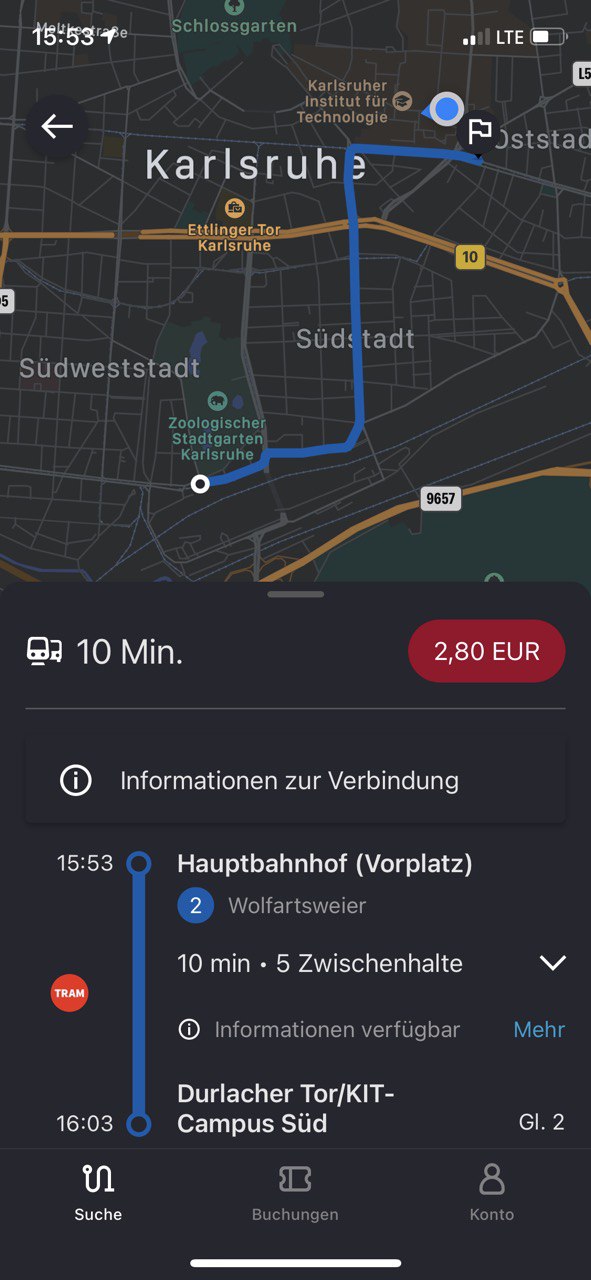 Moltkestraße
15:53
LTE
Schlossgarten
L5
Karlsruher
Institut für
Technologie
Oststad
Karlsruhe
Ettlinger Tor
Karlsruhe
10
5
Südstadt
Südweststadt
Zoologischer
Stadtgarten
Karlsruhe
9657
10 Min.
2,80 EUR
Informationen zur Verbindung
15:53
Hauptbahnhof (Vorplatz)
2 Wolfartsweier
10 min • 5 Zwischenhalte
TRAM
Informationen verfügbar
Mehr
Durlacher Tor/KIT-
Campus Süd
16:03
Gl. 2
Suche
Buchungen
Konto